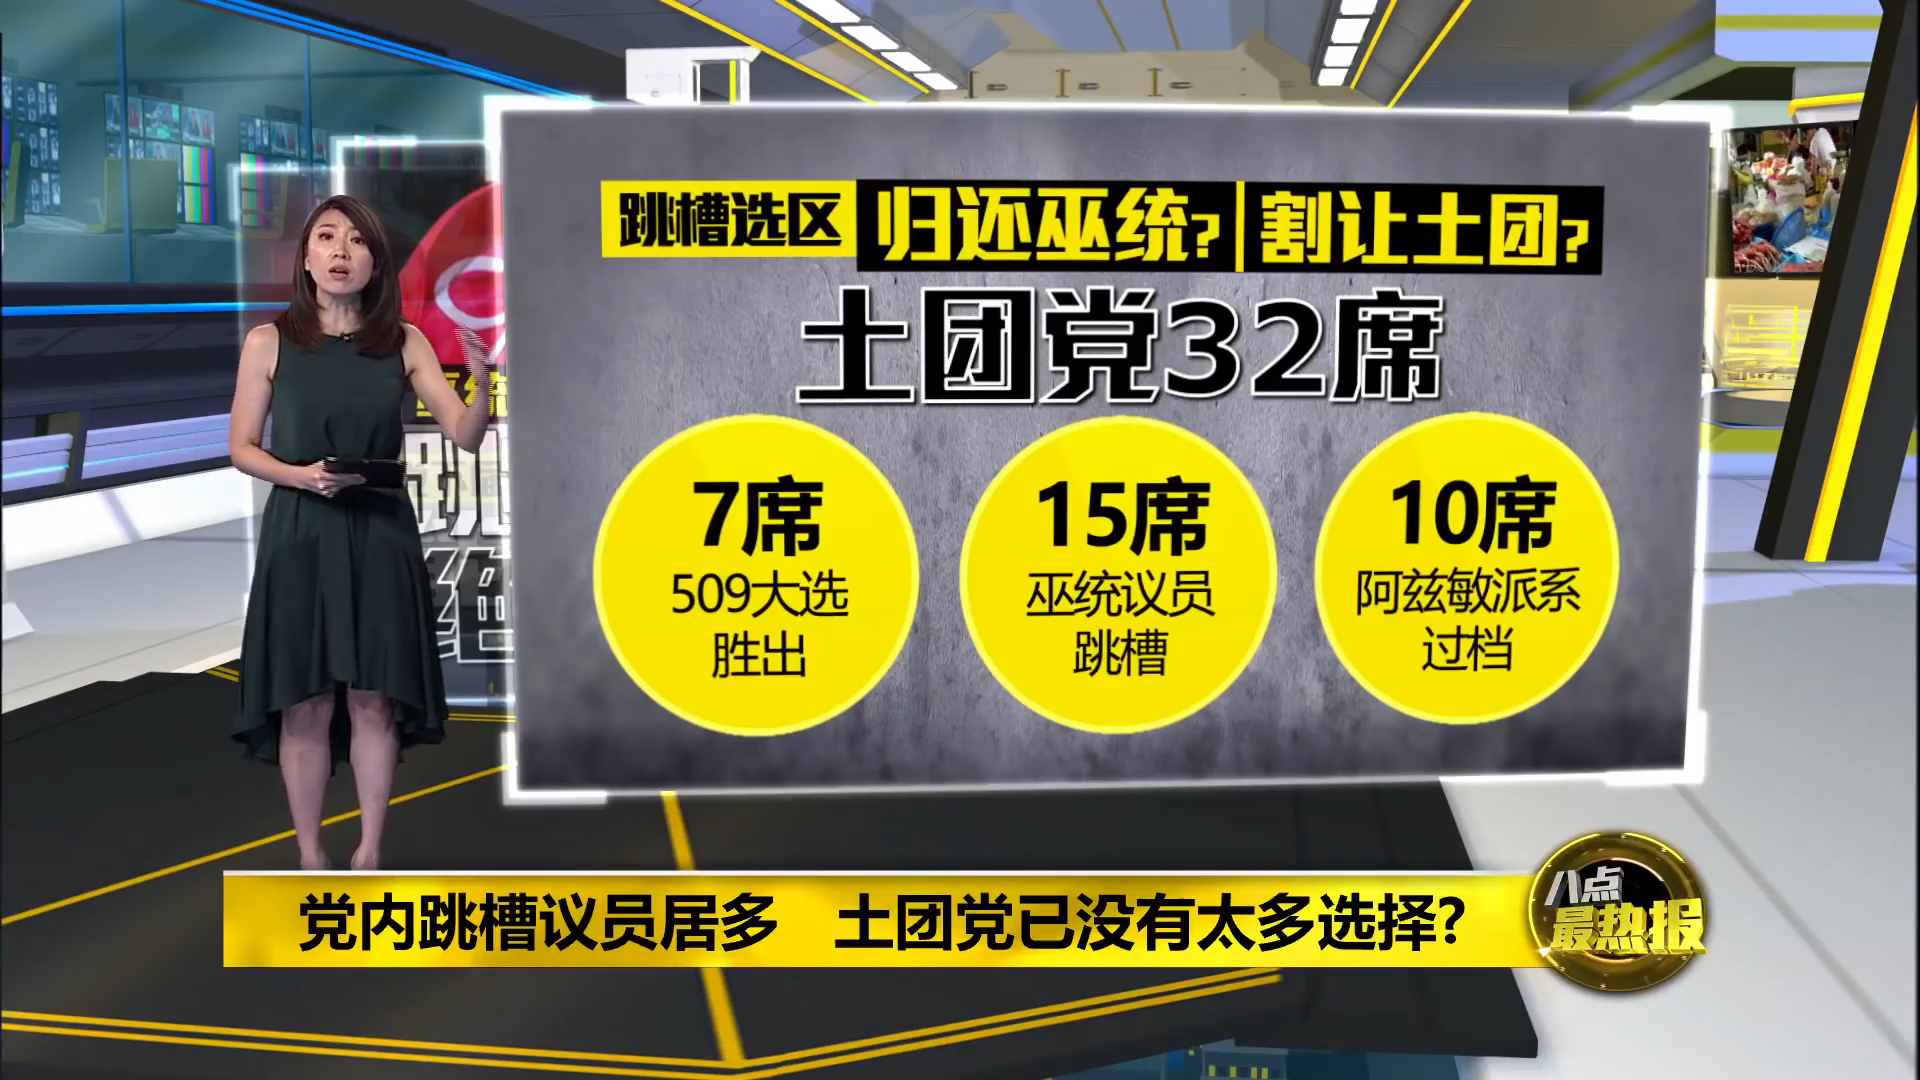 跳槽选区 归还巫统? 割让土团?
土团党32席
7席
509大选
胜出
15席
巫统议员
跳槽
10席
阿兹敏派系
过档
党内跳槽议员居多 土团党已没有太多选择?
八点
最热报